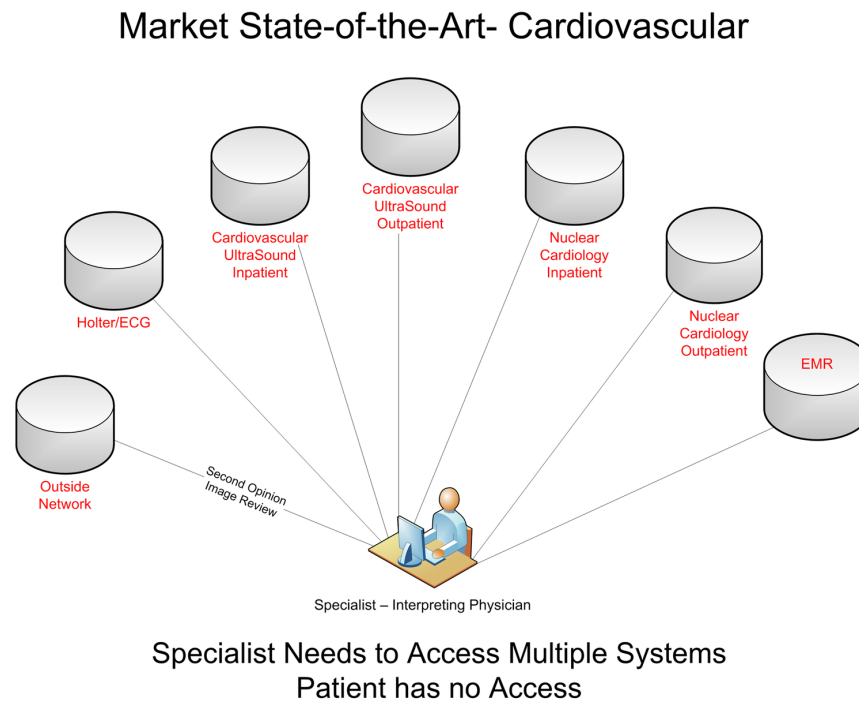 Market State-of-the-Art- Cardiovascular
Cardiovascular
UltraSound
Outpatient
Cardiovascular
UltraSound
Inpatient
Nuclear
Cardiology
Inpatient
Holter/ECG
Nuclear
Cardiology
Outpatient
EMR
Outside
Network
Second Opinion
Image Review
Specialist – Interpreting Physician
Specialist Needs to Access Multiple Systems
Patient has no Access